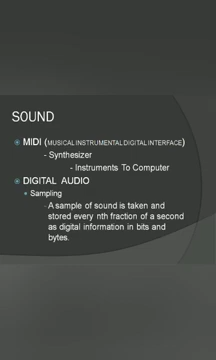 SOUND
MIDI (MUSICAL INSTRUMENTAL DIGITAL INTERFACE)
- Synthesizer
- Instruments To Computer
DIGITAL AUDIO
Sampling
- A sample of sound is taken and
stored every nth fraction of a second
as digital information in bits and
bytes.